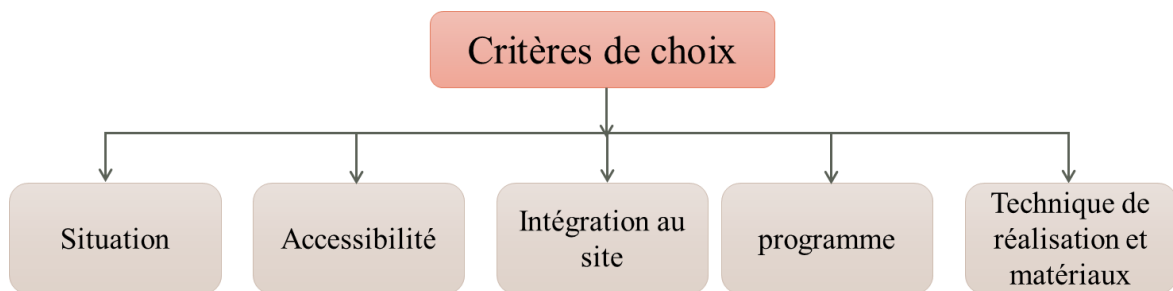 Critères de choix
Situation
Accessibilité
Intégration au
site
programme
Technique de
réalisation et
matériaux